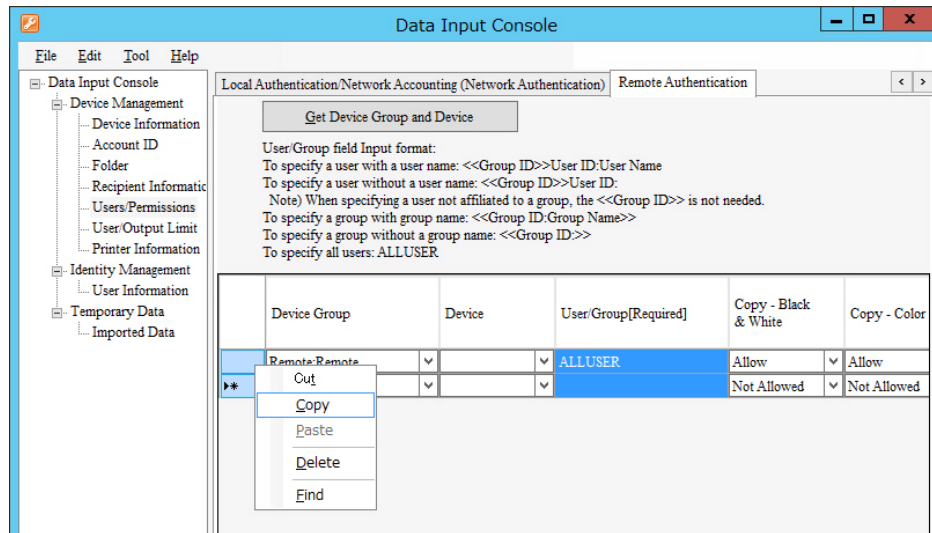 Data Input Console
File Edit Tool Help
Data Input Console
Device Management
Device Information
Account ID
Folder
Recipient Informatic
Users/Permissions
User/Output Limit
Printer Information
Identity Management
User Information
Temporary Data
Imported Data
Local Authentication/Network Accounting (Network Authentication) Remote Authentication
Get Device Group and Device
User/Group field Input format:
To specify a user with a user name: <<Group ID>>User ID:User Name
To specify a user without a user name: <<Group ID>>User ID:
Note) When specifying a user not affiliated to a group, the <<Group ID>> is not needed.
To specify a group with group name: <<Group ID:Group Name>>
To specify a group without a group name: <<Group ID:>>
To specify all users: ALLUSER
Device Group Device User/Group[Required] Copy - Black & White Copy - Color
Remote:Remote ALLUSER Allow Allow
Not Allowed Not Allowed
Cut
Copy
Paste
Delete
Find